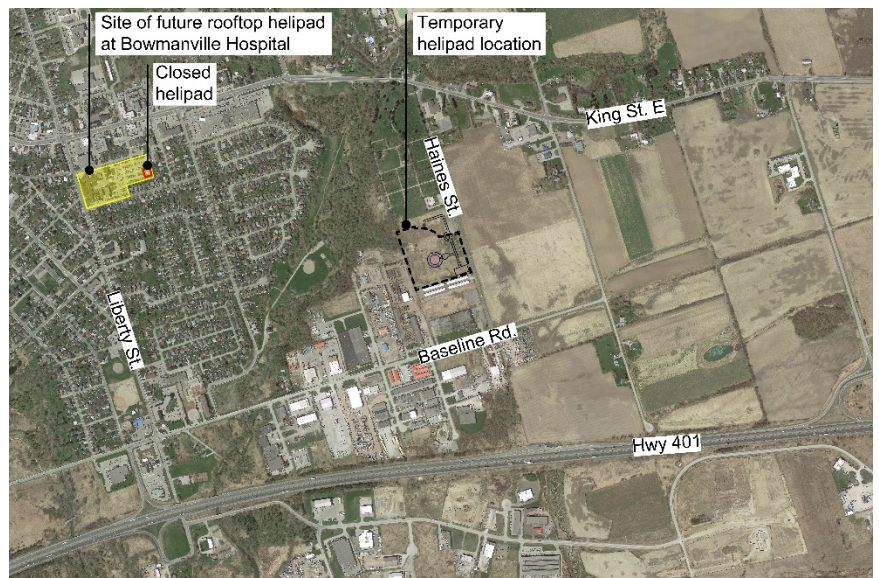 Site of future rooftop helipad
at Bowmanville Hospital
Closed
helipad
Temporary
helipad location
King St. E
Haines St.
Liberty St.
Baseline Rd.
Hwy 401